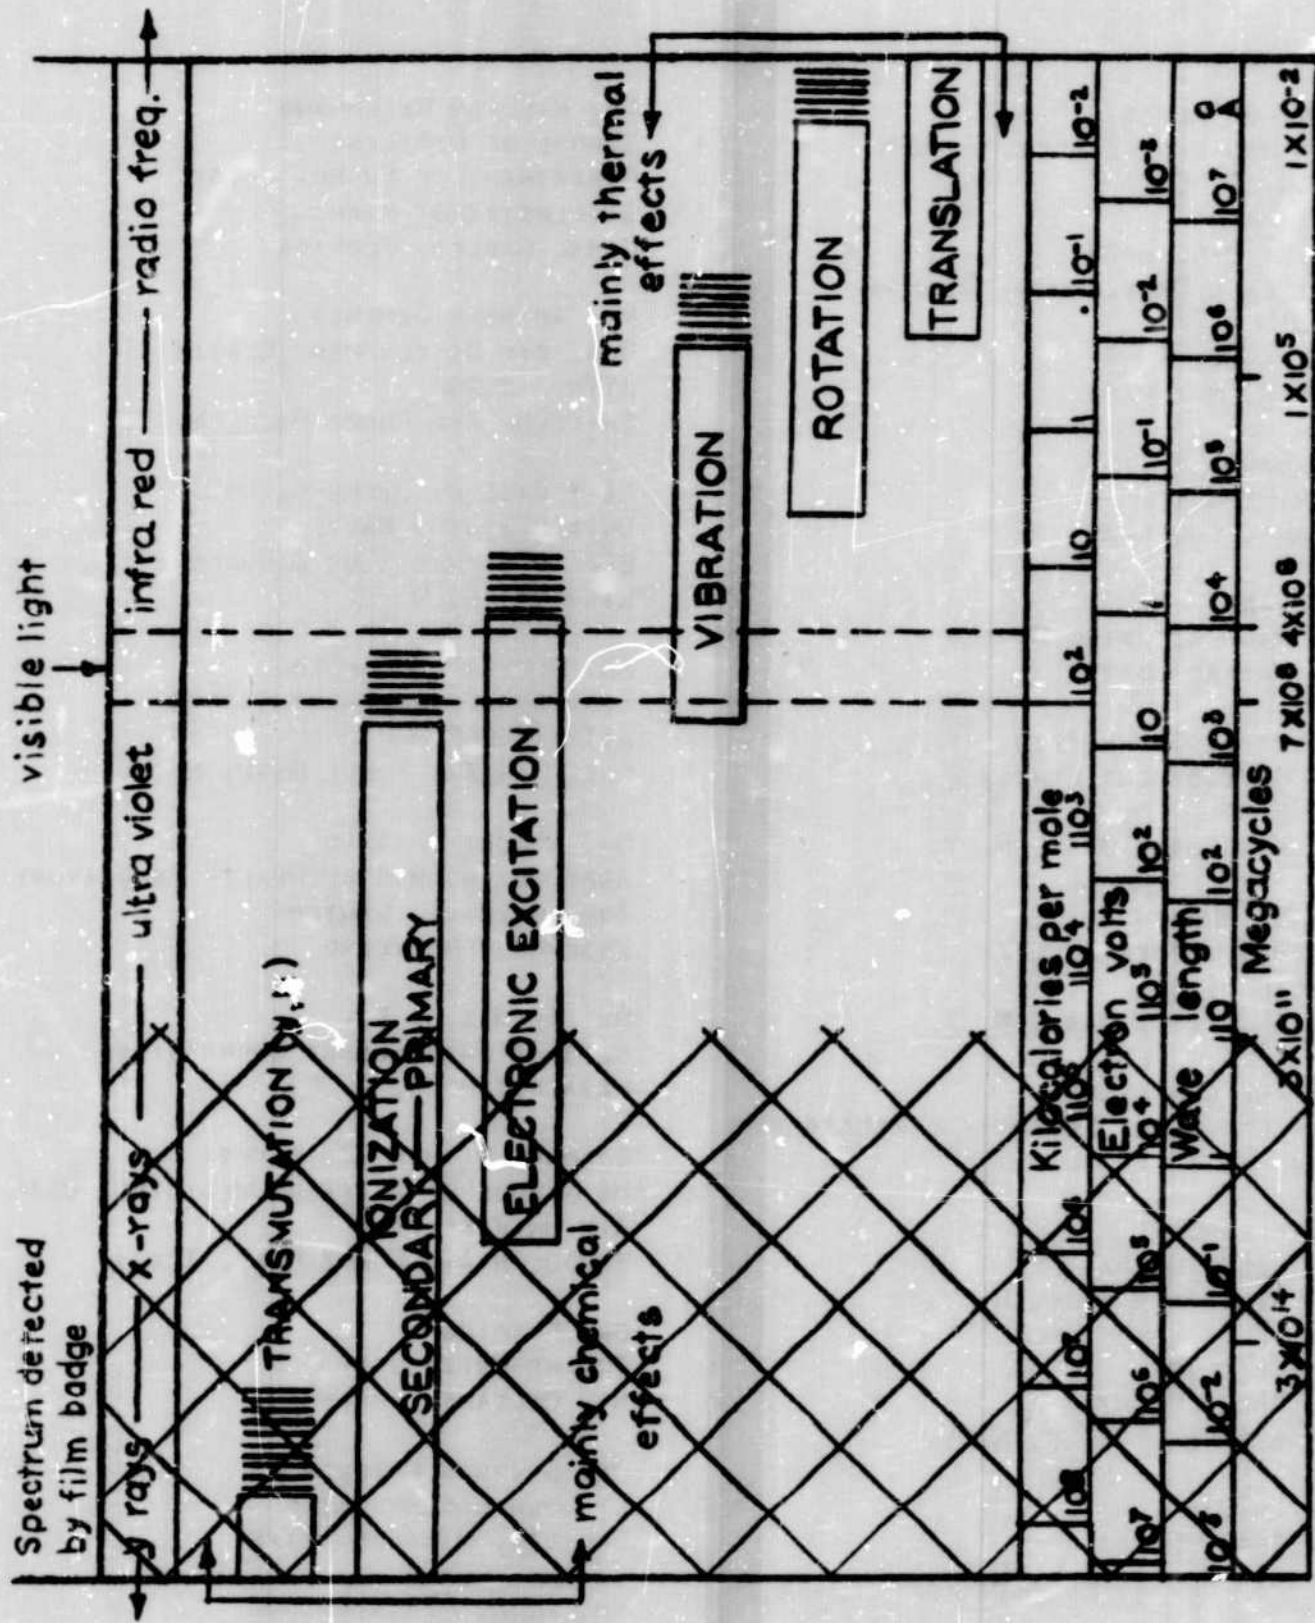 visible light
Spectrum detected
by film badge
γ rays — x-rays — ultra violet infra red — radio freq.
TRANSMUTATION
IONIZATION
SECONDARY — PRIMARY
ELECTRONIC EXCITATION
mainly thermal
effects
VIBRATION
ROTATION
TRANSLATION
mainly chemical
effects
Kilocalories per mole
10⁸ 10⁷ 10⁴ 10³ 10² 10 1 10⁻¹ 10⁻²
Electron volts
10⁷ 10⁶ 10⁵ 10⁴ 10³ 10² 10 10⁻¹ 10⁻² 10⁻³
Wave length
10⁻² 10⁻¹ 1 10 10² 10³ 10⁴ 10⁵ 10⁶ 10⁷ Å
Megacycles
3X10¹⁴ 3X10¹¹ 7X10⁸ 4X10⁸ 1X10⁵ 1X10⁻²